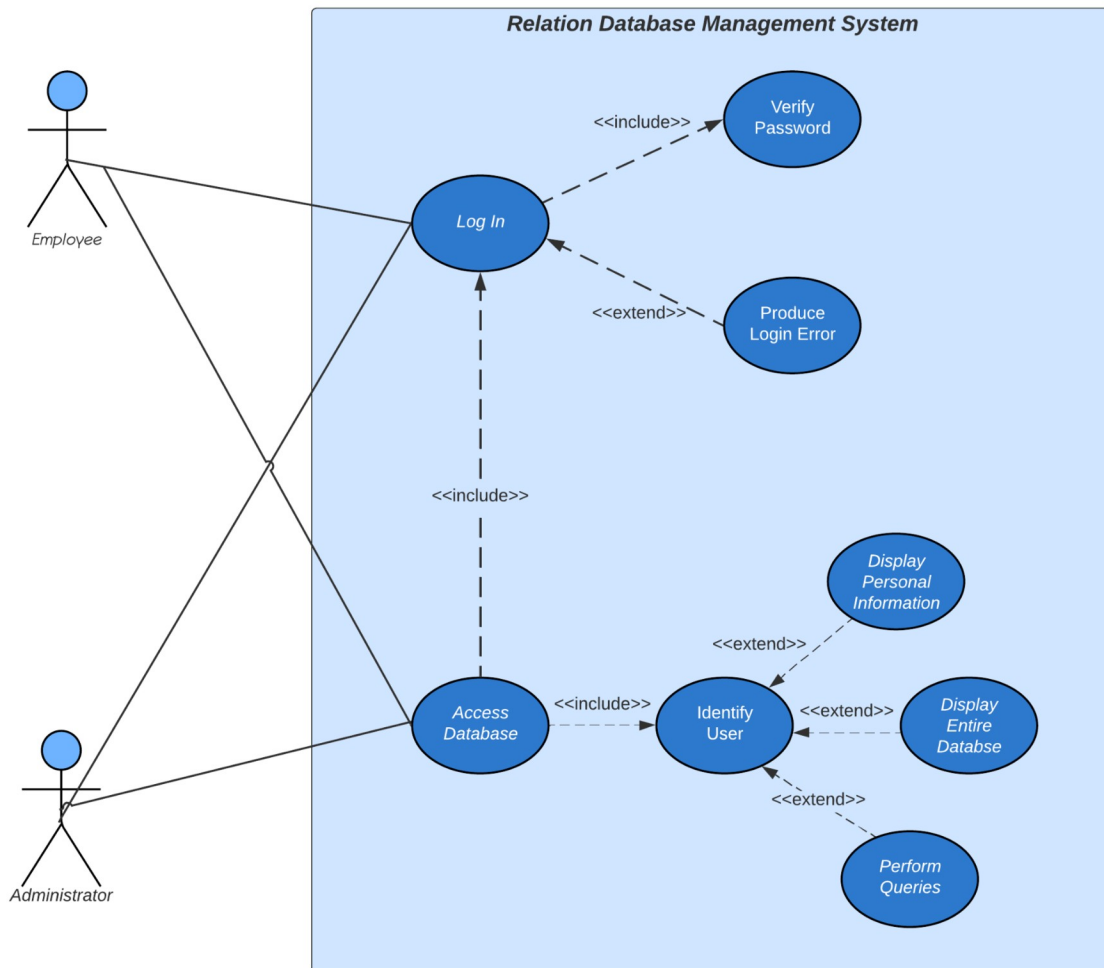 Relation Database Management System
Verify
Password
<<include>>
Log In
Employee
Produce
Login Error
<<extend>>
<<include>>
Display
Personal
Information
<<extend>>
Access
Database
<<include>>
Identify
User
<<extend>>
Display
Entire
Databse
<<extend>>
Perform
Queries
Administrator